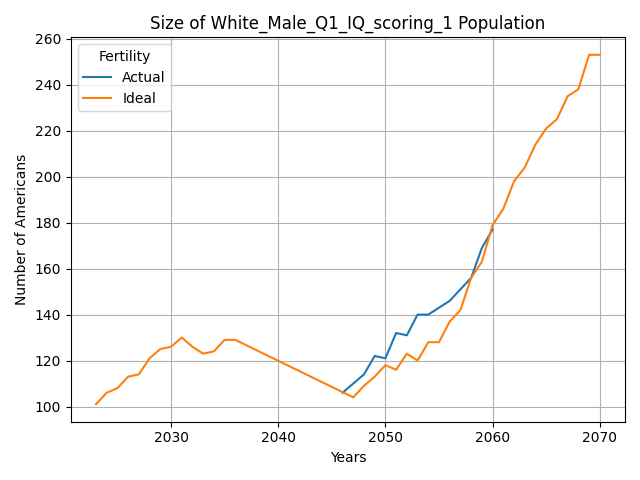 Size of White_Male_Q1_IQ_scoring_1 Population
Fertility
Actual
Ideal
Number of Americans
260
240
220
200
180
160
140
120
100
2030
2040
2050
2060
2070
Years